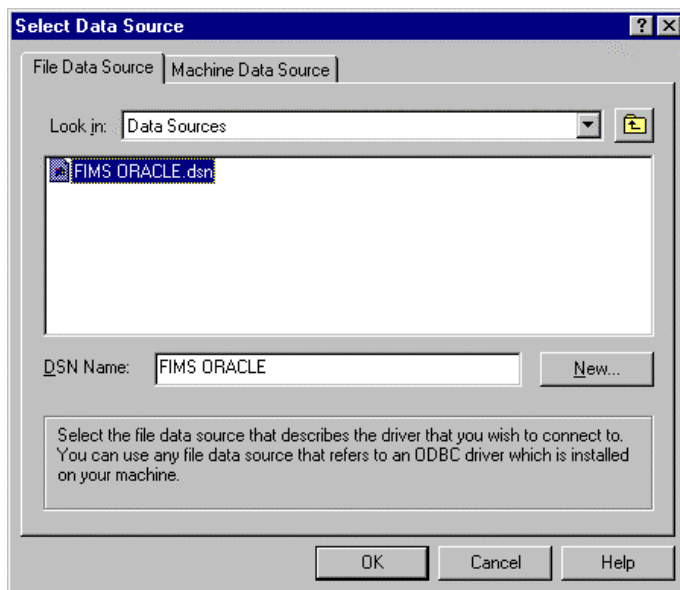 Select Data Source
File Data Source
Machine Data Source
Look in: Data Sources
FIMS ORACLE.dsn
DSN Name: FIMS ORACLE New...
Select the file data source that describes the driver that you wish to connect to.
You can use any file data source that refers to an ODBC driver which is installed
on your machine.
OK Cancel Help